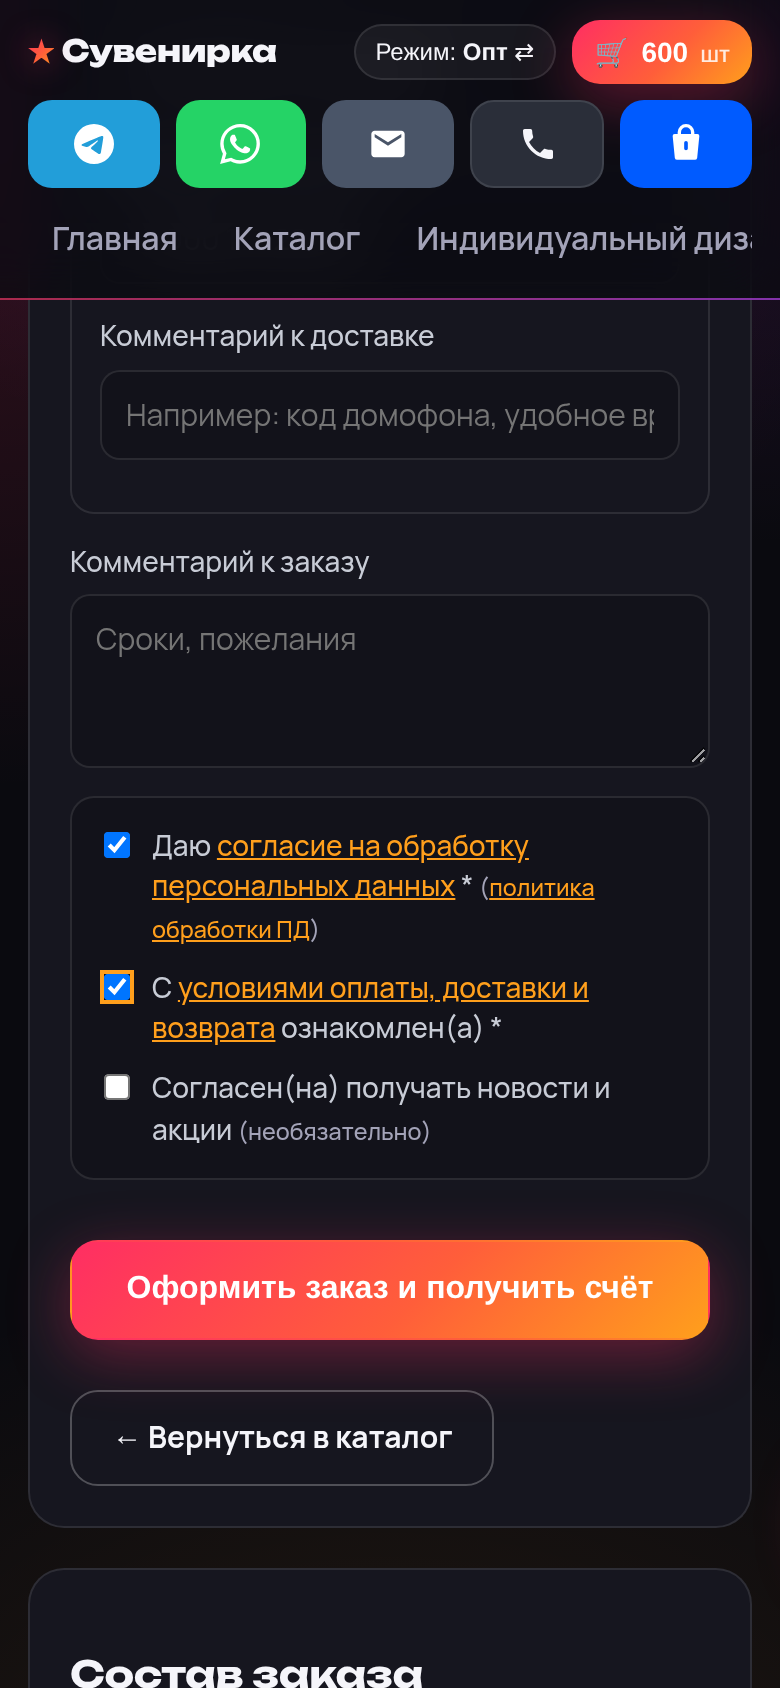 Сувенирка
Режим: Опт ⇄
600 шт
Главная
Каталог
Индивидуальный диз
Комментарий к доставке
Например: код домофона, удобное вр
Комментарий к заказу
Сроки, пожелания
Даю согласие на обработку
персональных данных * (политика
обработки ПД)
С условиями оплаты, доставки и
возврата ознакомлен(а) *
Согласен(на) получать новости и
акции (необязательно)
Оформить заказ и получить счёт
← Вернуться в каталог
Состав заказа